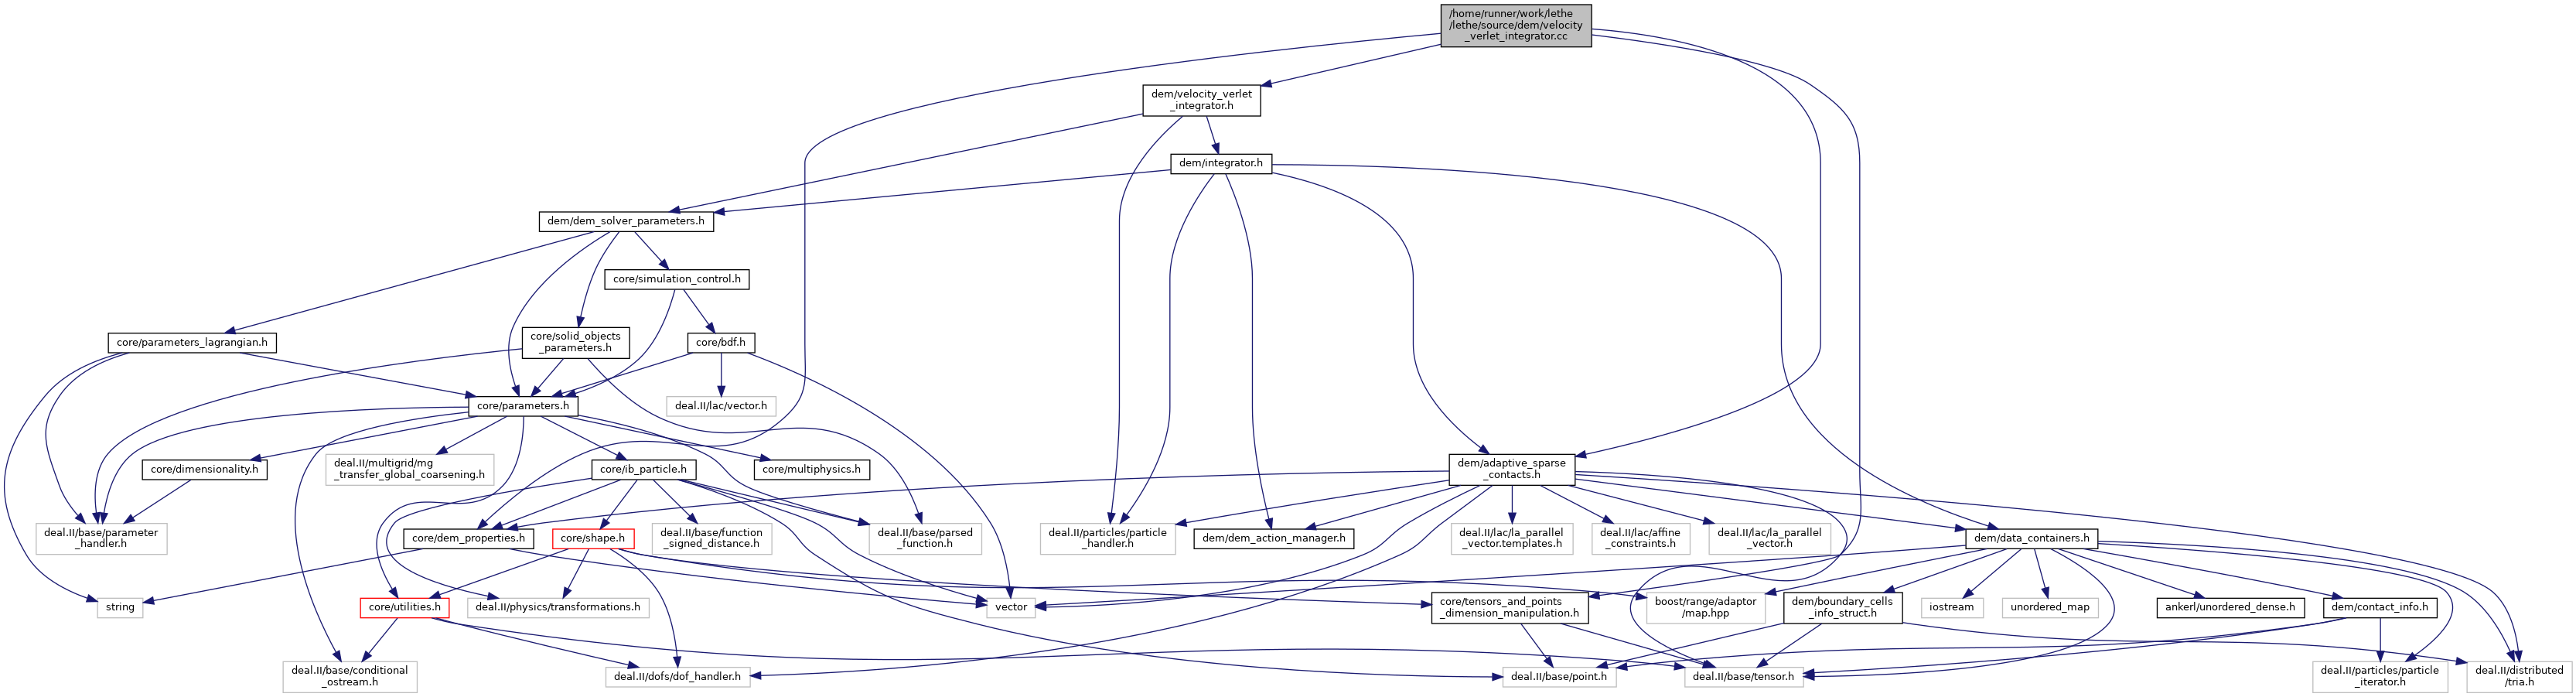 /home/runner/work/lethe
/lethe/source/dem/velocity
_verlet_integrator.cc
dem/velocity_verlet
_integrator.h
dem/integrator.h
dem/dem_solver_parameters.h
core/simulation_control.h
core/parameters_lagrangian.h
core/solid_objects
_parameters.h
core/bdf.h
core/parameters.h
deal.II/lac/vector.h
core/dimensionality.h
deal.II/multigrid/mg
_transfer_global_coarsening.h
core/ib_particle.h
core/multiphysics.h
dem/adaptive_sparse
_contacts.h
deal.II/base/parameter
_handler.h
core/dem_properties.h
core/shape.h
deal.II/base/function
_signed_distance.h
deal.II/base/parsed
_function.h
deal.II/particles/particle
_handler.h
dem/dem_action_manager.h
deal.II/lac/la_parallel
_vector.templates.h
deal.II/lac/affine
_constraints.h
deal.II/lac/la_parallel
_vector.h
dem/data_containers.h
string
core/utilities.h
deal.II/physics/transformations.h
vector
core/tensors_and_points
_dimension_manipulation.h
boost/range/adaptor
/map.hpp
dem/boundary_cells
_info_struct.h
iostream
unordered_map
ankerl/unordered_dense.h
dem/contact_info.h
deal.II/base/conditional
_ostream.h
deal.II/dofs/dof_handler.h
deal.II/base/point.h
deal.II/base/tensor.h
deal.II/particles/particle
_iterator.h
deal.II/distributed
/tria.h